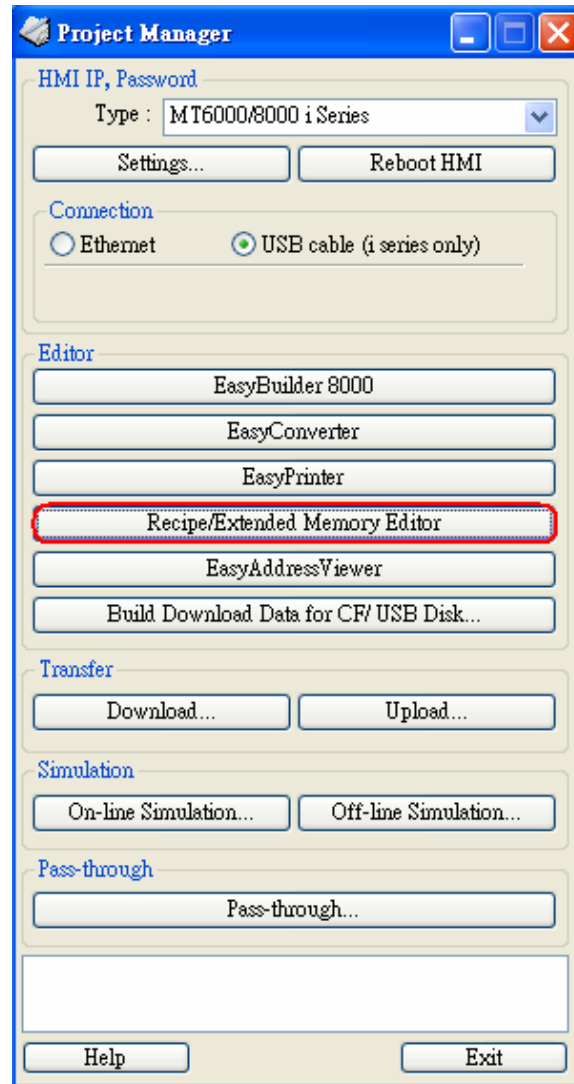 Project Manager
HMI IP, Password
Type : MT6000/8000 i Series
Settings... Reboot HMI
Connection
Ethernet USB cable (i series only)
Editor
EasyBuilder 8000
EasyConverter
EasyPrinter
Recipe/Extended Memory Editor
EasyAddressViewer
Build Download Data for CF/ USB Disk...
Transfer
Download... Upload...
Simulation
On-line Simulation... Off-line Simulation...
Pass-through
Pass-through...
Help Exit